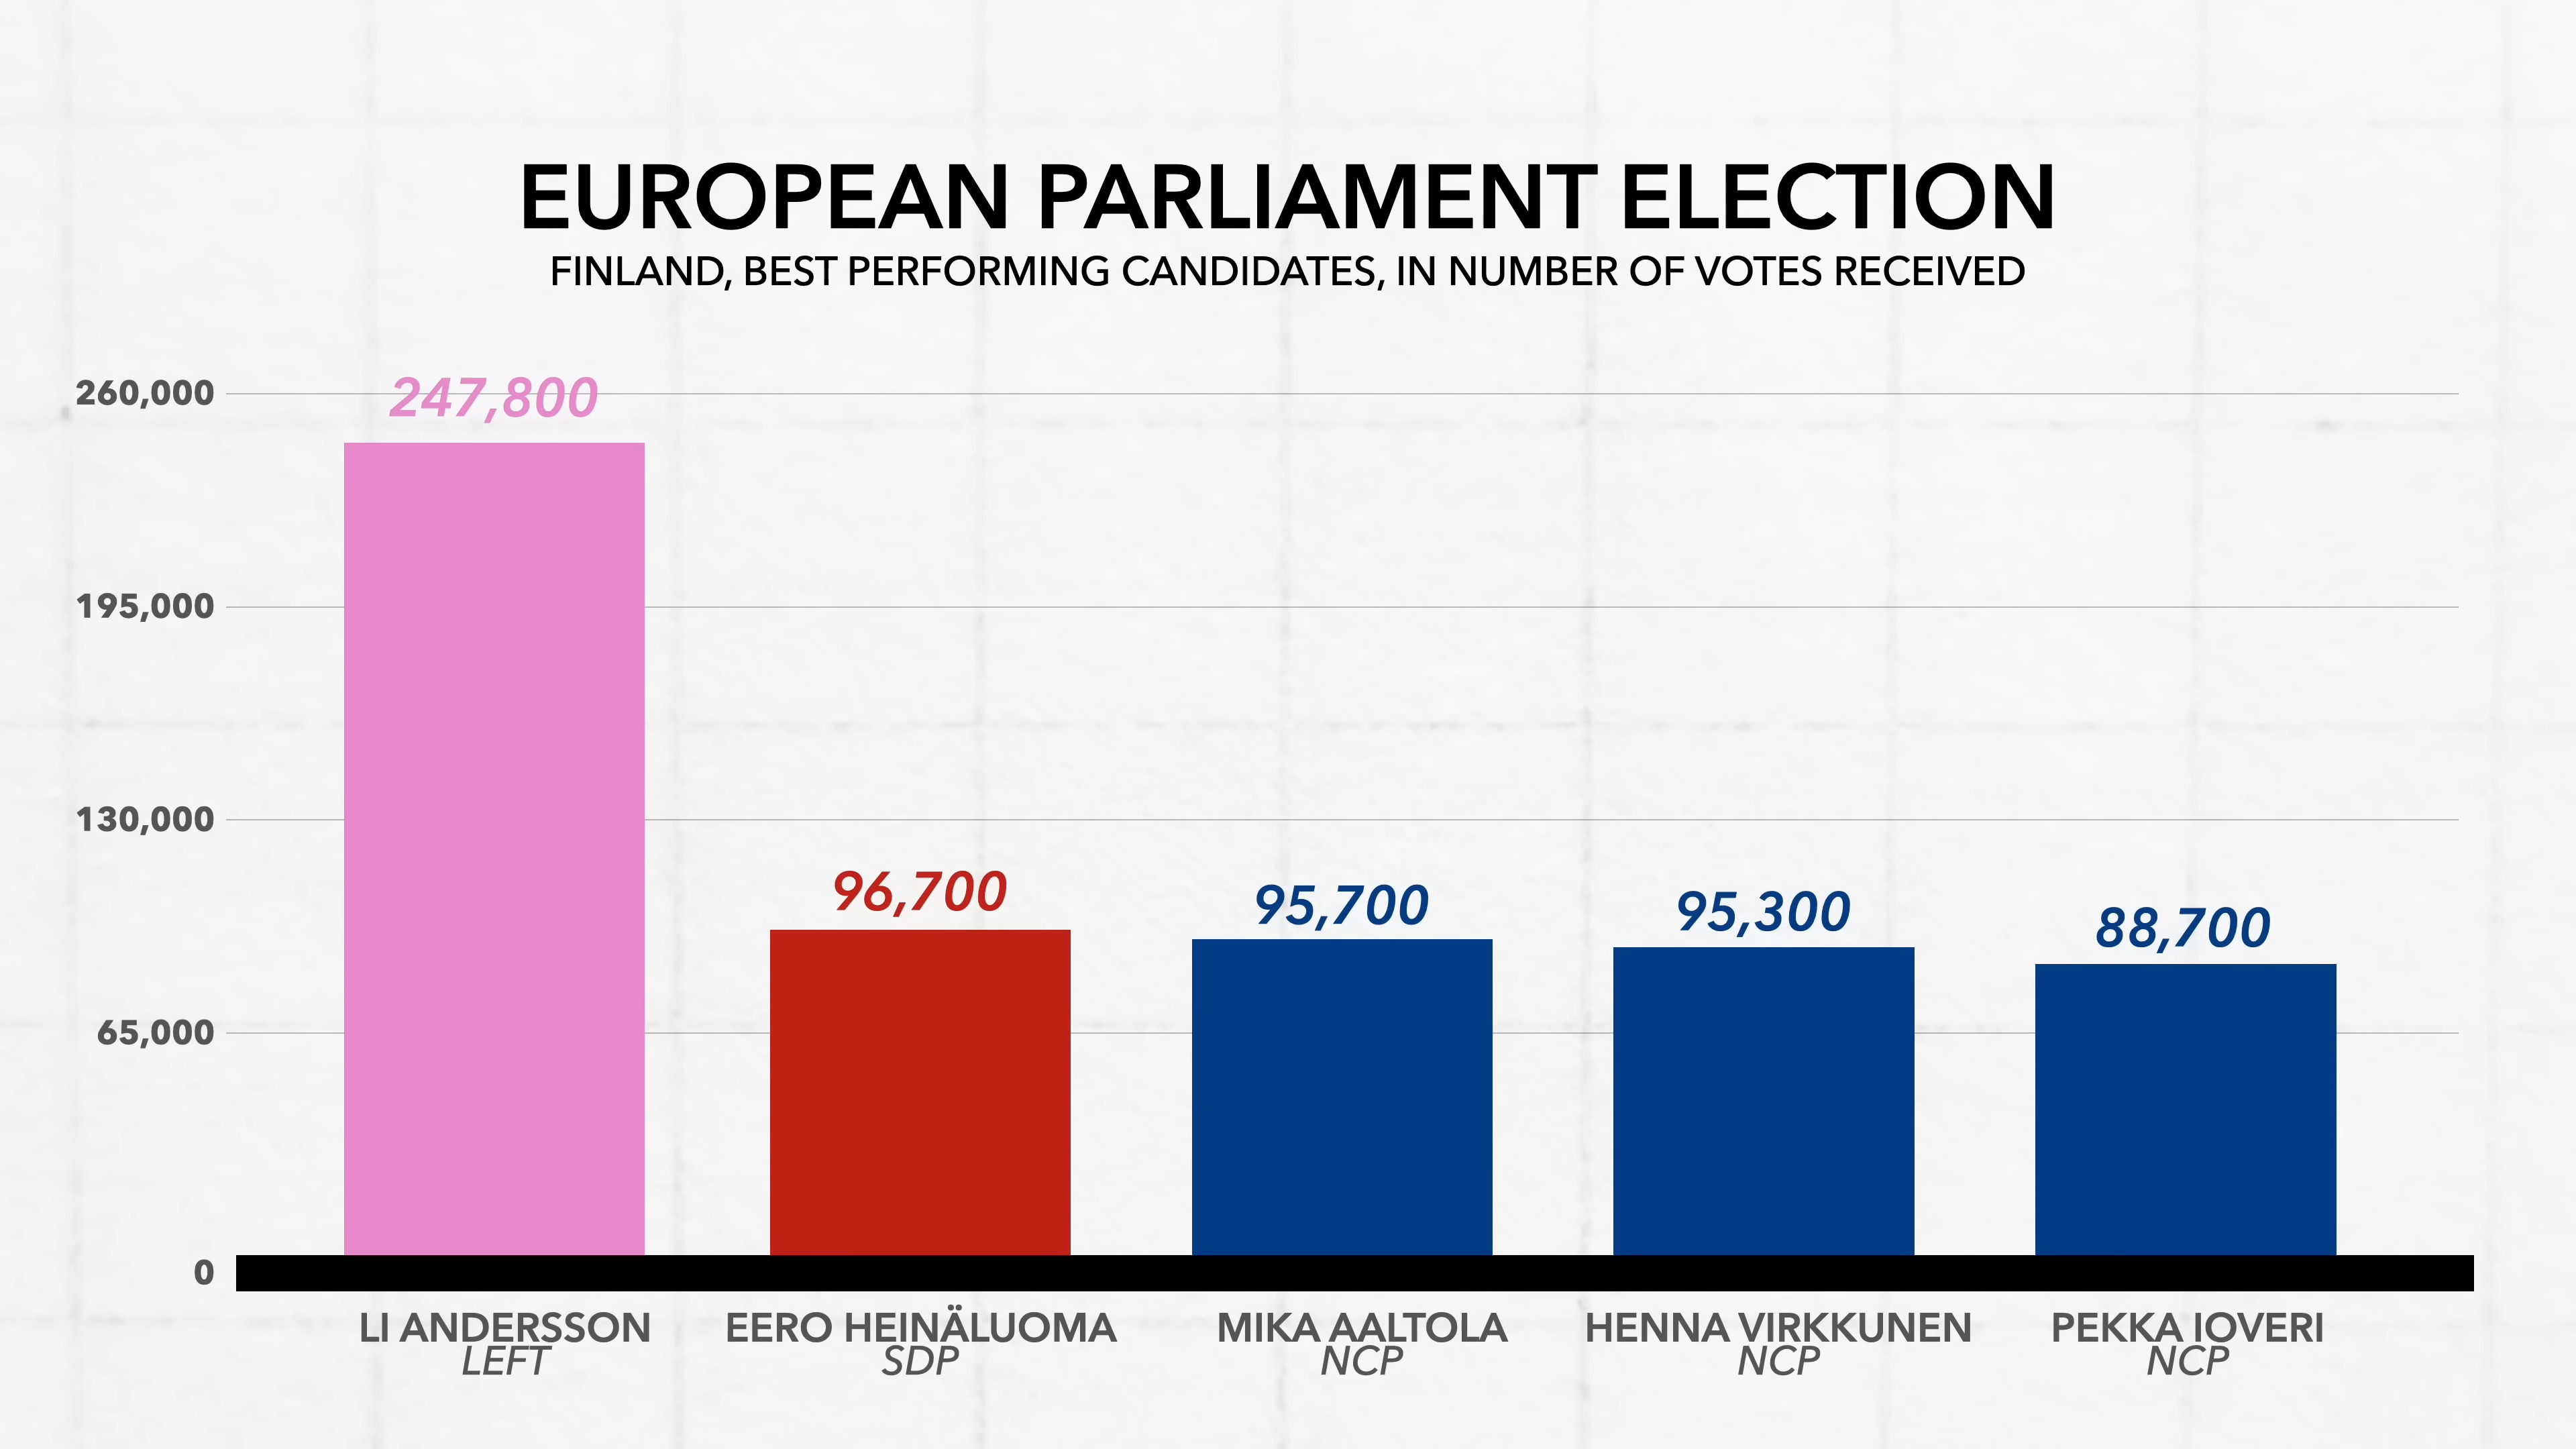 EUROPEAN PARLIAMENT ELECTION
FINLAND, BEST PERFORMING CANDIDATES, IN NUMBER OF VOTES RECEIVED
260,000
195,000
130,000
65,000
0
247,800
96,700
95,700
95,300
88,700
LI ANDERSSON
LEFT
EERO HEINÄLUOMA
SDP
MIKA AALTOLA
NCP
HENNA VIRKKUNEN
NCP
PEKKA IOVERI
NCP